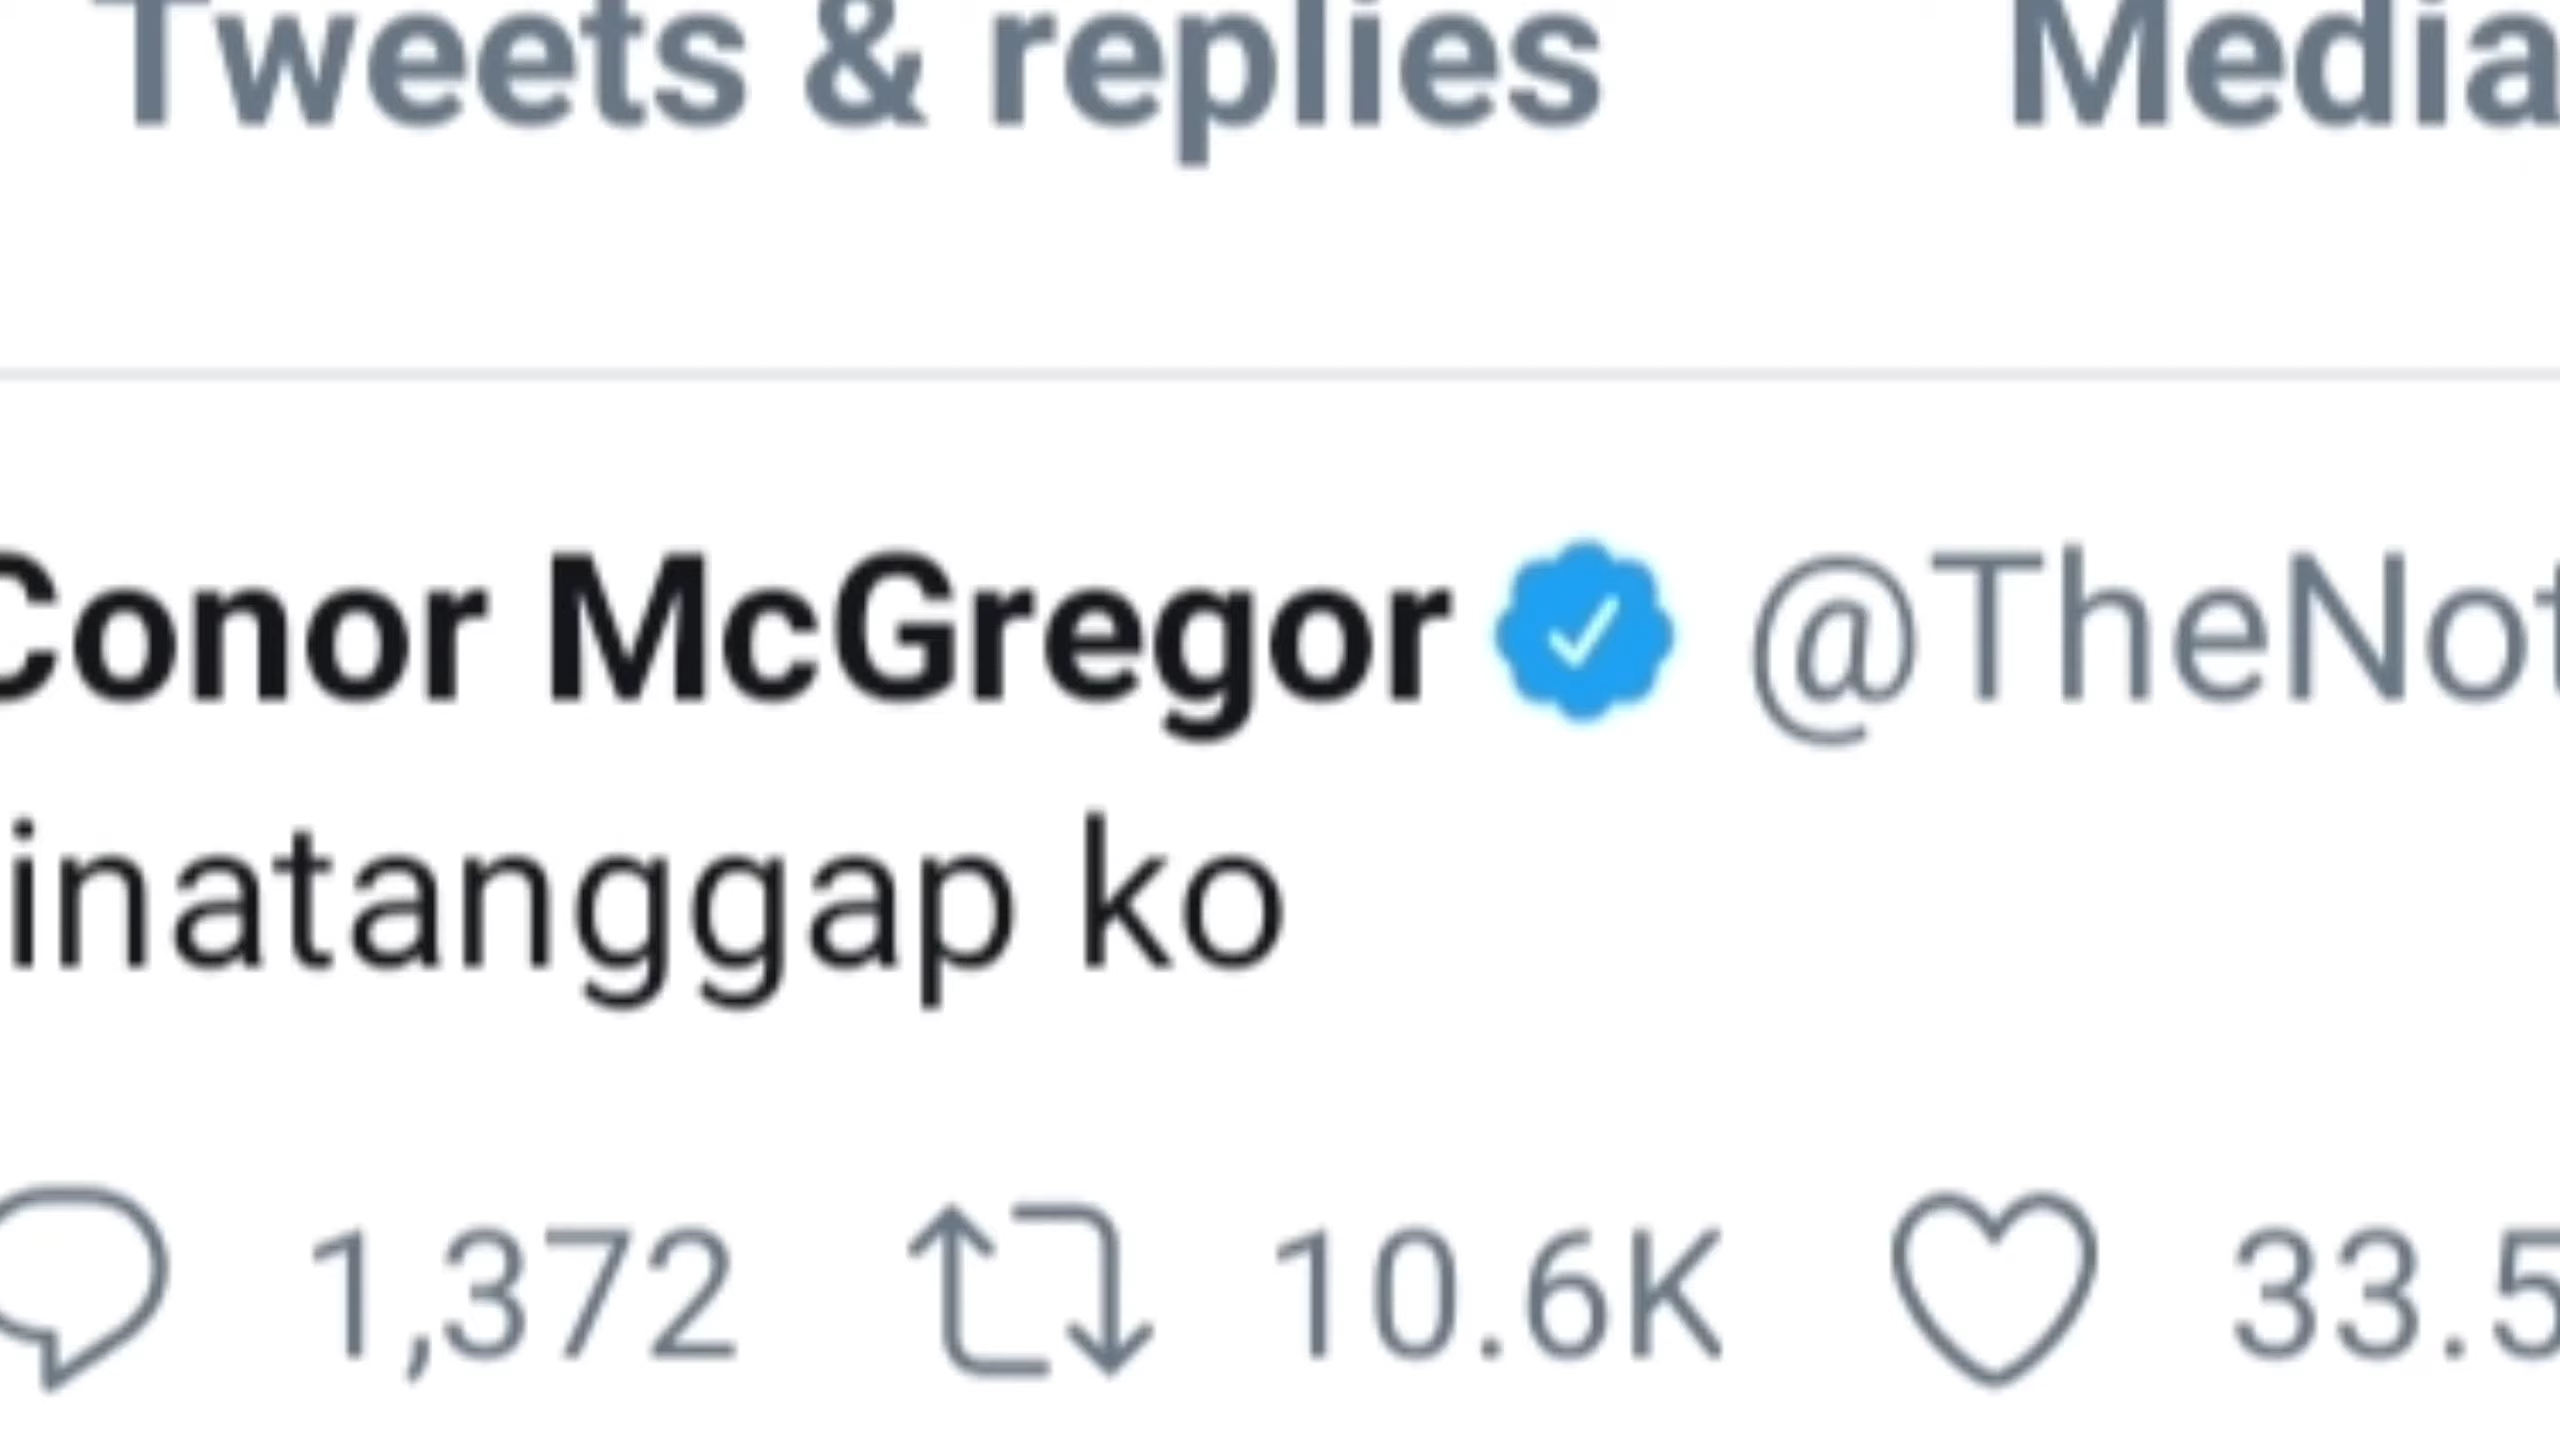 Tweets & replies Media
Conor McGregor @TheNot
inatanggap ko
1,372 10.6K 33.5